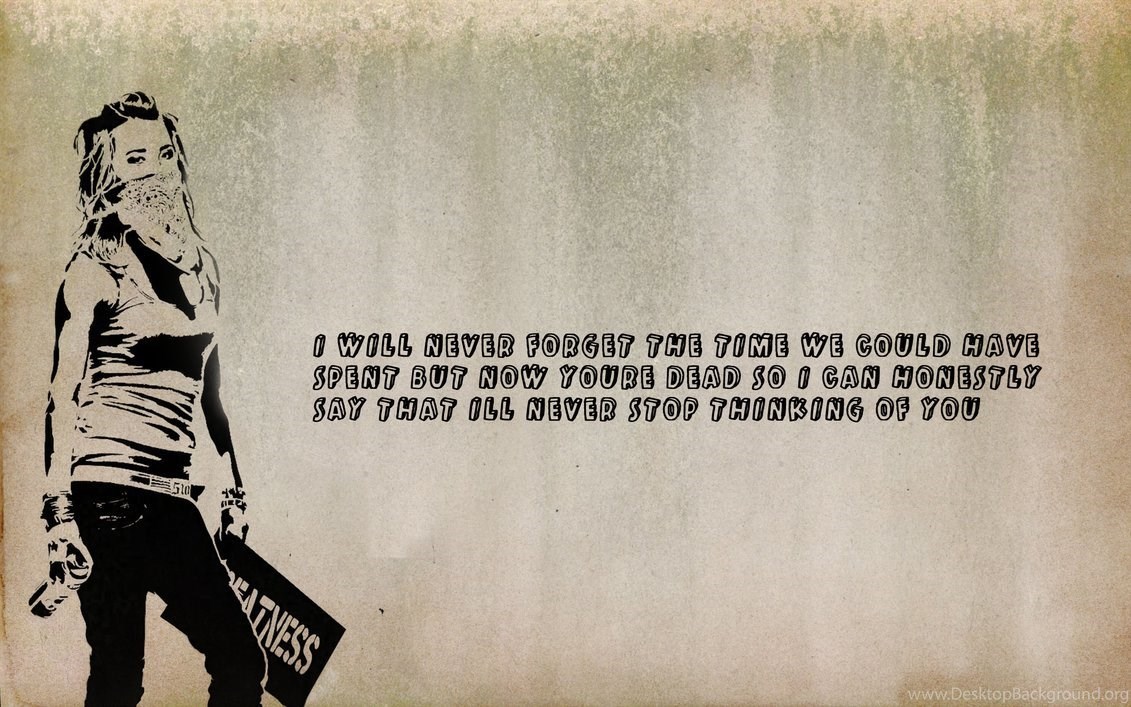 I WILL NEVER FORGET THE TIME WE COULD HAVE
SPENT BUT NOW YOURE DEAD SO I CAN HONESTLY
SAY THAT ILL NEVER STOP THINKING OF YOU
EATNESS
www.DesktopBackground.org